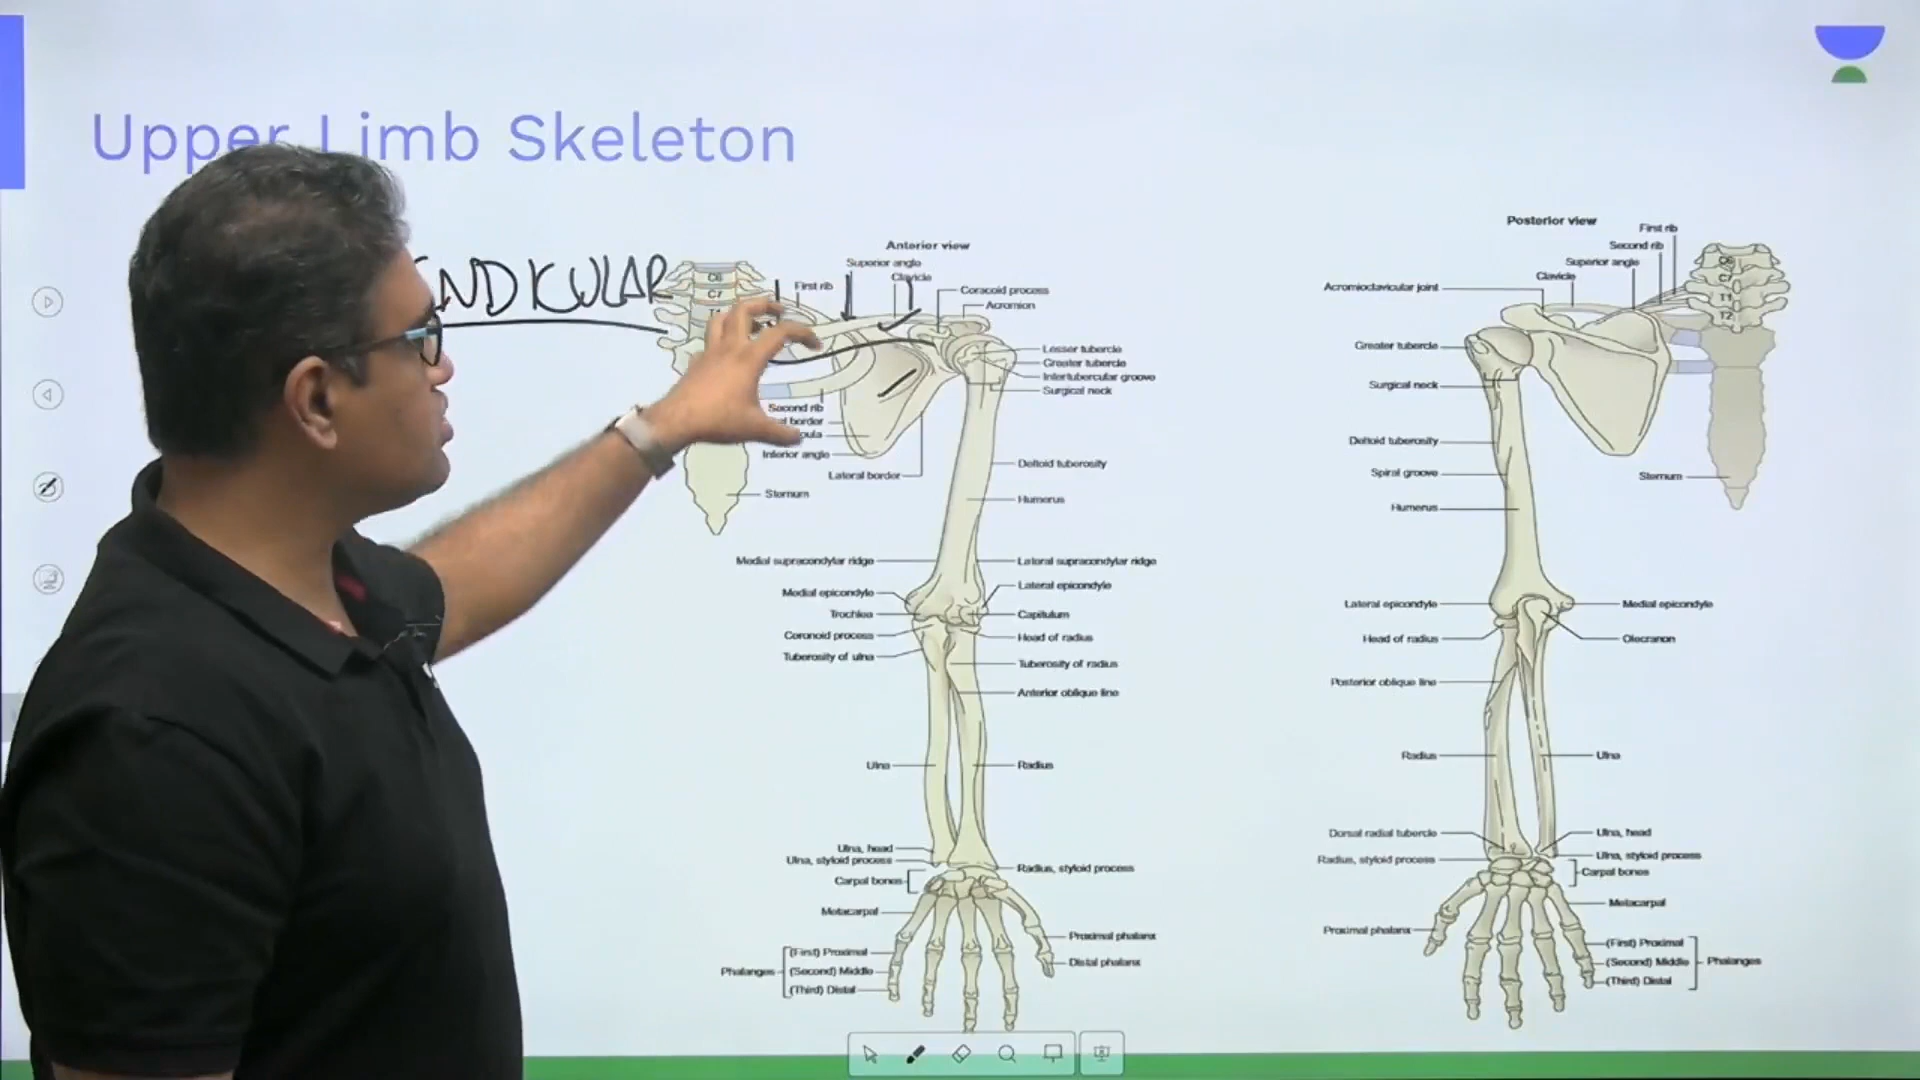 Upper Limb Skeleton
Anterior view
Superior angle
First rib
Clavicle
Coracoid process
Acromion
C6
C7
Lesser tubercle
Greater tubercle
Intertubercular groove
Surgical neck
Second rib
border
Inferior angle
Lateral border
Deltoid tuberosity
Sternum
Humerus
Medial supracondylar ridge
Lateral supracondylar ridge
Lateral epicondyle
Medial epicondyle
Trochlea
Capitulum
Coronoid process
Head of radius
Tuberosity of ulna
Tuberosity of radius
Anterior oblique line
Ulna
Radius
Ulna, head
Ulna, styloid process
Radius, styloid process
Carpal bones
Metacarpal
Proximal phalanx
(First) Proximal
Distal phalanx
Phalanges
(Second) Middle
(Third) Distal
Posterior view
First rib
Second rib
Superior angle
Clavicle
Acromioclavicular joint
C6
C7
T1
T2
Greater tubercle
Surgical neck
Deltoid tuberosity
Spiral groove
Sternum
Humerus
Lateral epicondyle
Medial epicondyle
Head of radius
Olecranon
Posterior oblique line
Radius
Ulna
Dorsal radial tubercle
Ulna, head
Radius, styloid process
Ulna, styloid process
Carpal bones
Metacarpal
Proximal phalanx
(First) Proximal
(Second) Middle
Phalanges
(Third) Distal